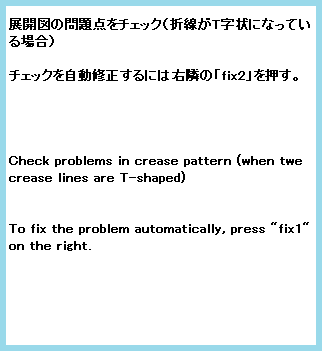 展開図の問題点をチェック(折線がT字状になってい
る場合)
チェックを自動修正するには右隣の｢fix2｣を押す。
Check problems in crease pattern (when twe
crease lines are T-shaped)
To fix the problem automatically, press "fix1"
on the right.